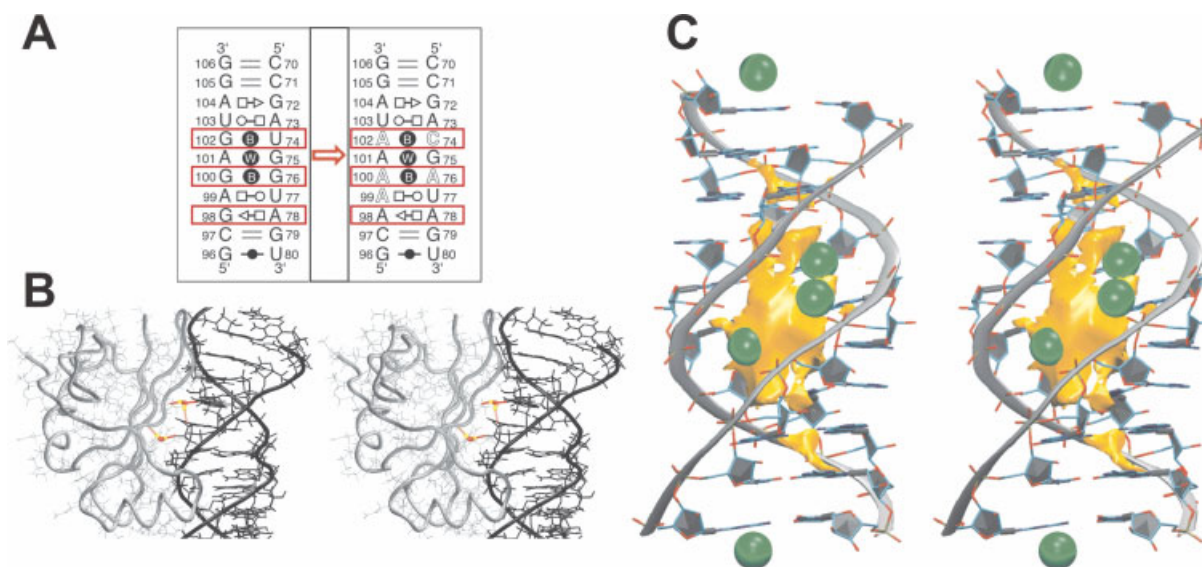 A
3' 5' 3' 5'
106 G C 70 106 G C 70
105 G C 71 105 G C 71
104 A G 72 104 A G 72
103 U A 73 103 U A 73
102 G B U 74 102 A B C 74
101 A W G 75 101 A W G 75
100 G B G 76 100 A B A 76
99 A U 77 99 A U 77
98 G A 78 98 A A 78
97 C G 79 97 C G 79
96 G U 80 96 G U 80
5' 3' 5' 3'
B
C